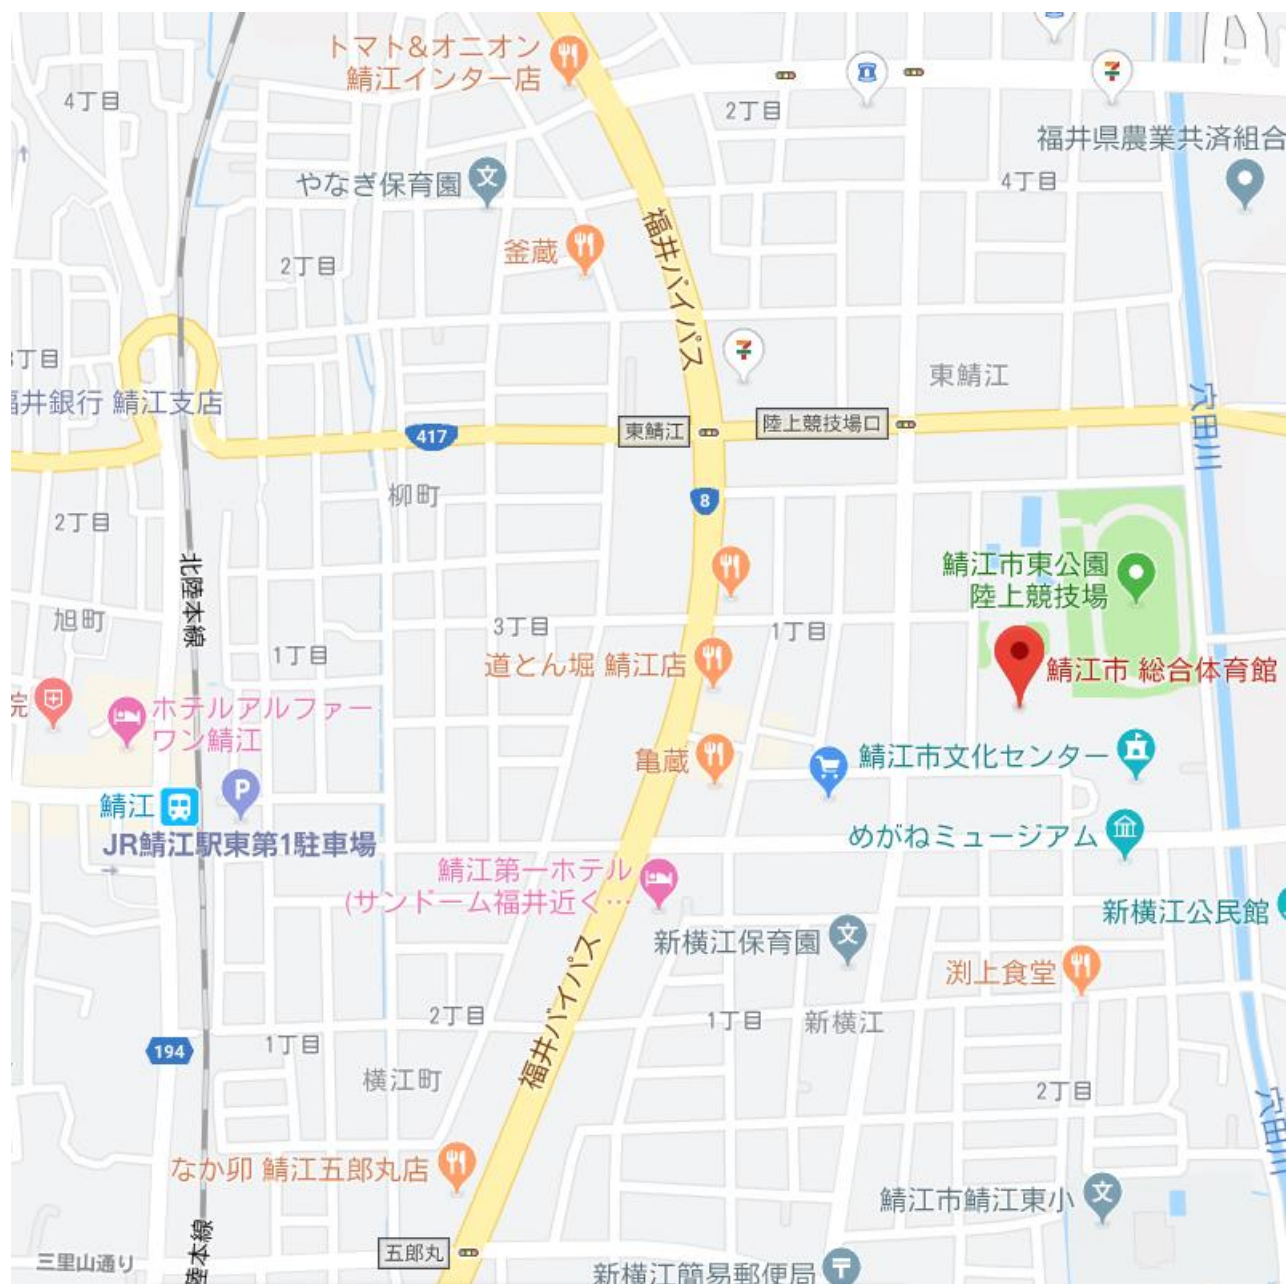 トマト&オニオン
鯖江インター店
4丁目
2丁目
福井県農業共済組合
4丁目
やなぎ保育園
文
釜蔵
福井バイパス
2丁目
3丁目
福井銀行 鯖江支店
東鯖江
417
東鯖江
陸上競技場口
穴田川
柳町
8
2丁目
北陸本線
鯖江市東公園
陸上競技場
旭町
3丁目
1丁目
1丁目
道とん堀 鯖江店
鯖江市 総合体育館
院
ホテルアルファー
ワン鯖江
亀蔵
鯖江市文化センター
鯖江
P
JR鯖江駅東第1駐車場
めがねミュージアム
鯖江第一ホテル
(サンドーム福井近く…
新横江公民館
新横江保育園
文
渕上食堂
福井バイパス
2丁目
1丁目
新横江
194
1丁目
横江町
2丁目
穴田川
なか卯 鯖江五郎丸店
鯖江市鯖江東小
文
陸本線
三里山通り
五郎丸
新横江簡易郵便局